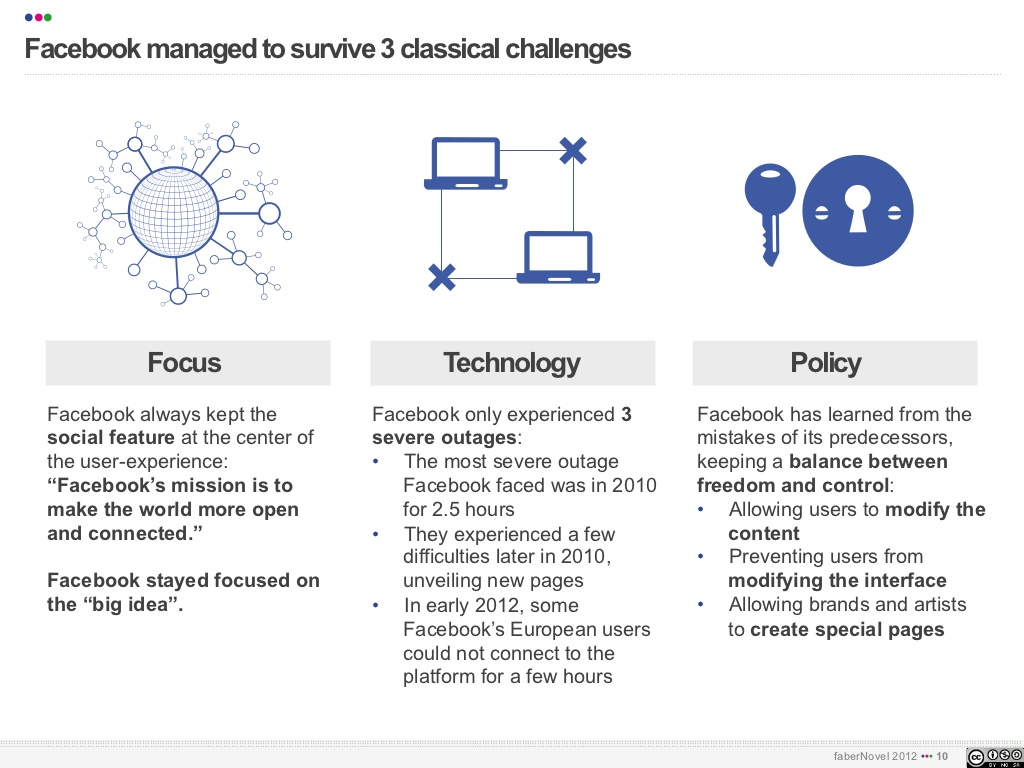 Facebook managed to survive 3 classical challenges
Focus
Facebook always kept the
social feature at the center of
the user-experience:
“Facebook’s mission is to
make the world more open
and connected.”
Facebook stayed focused on
the “big idea”.
Technology
Facebook only experienced 3
severe outages:
• The most severe outage
Facebook faced was in 2010
for 2.5 hours
• They experienced a few
difficulties later in 2010,
unveiling new pages
• In early 2012, some
Facebook’s European users
could not connect to the
platform for a few hours
Policy
Facebook has learned from the
mistakes of its predecessors,
keeping a balance between
freedom and control:
• Allowing users to modify the
content
• Preventing users from
modifying the interface
• Allowing brands and artists
to create special pages
faberNovel 2012 ••• 10
cc
BY NC SA